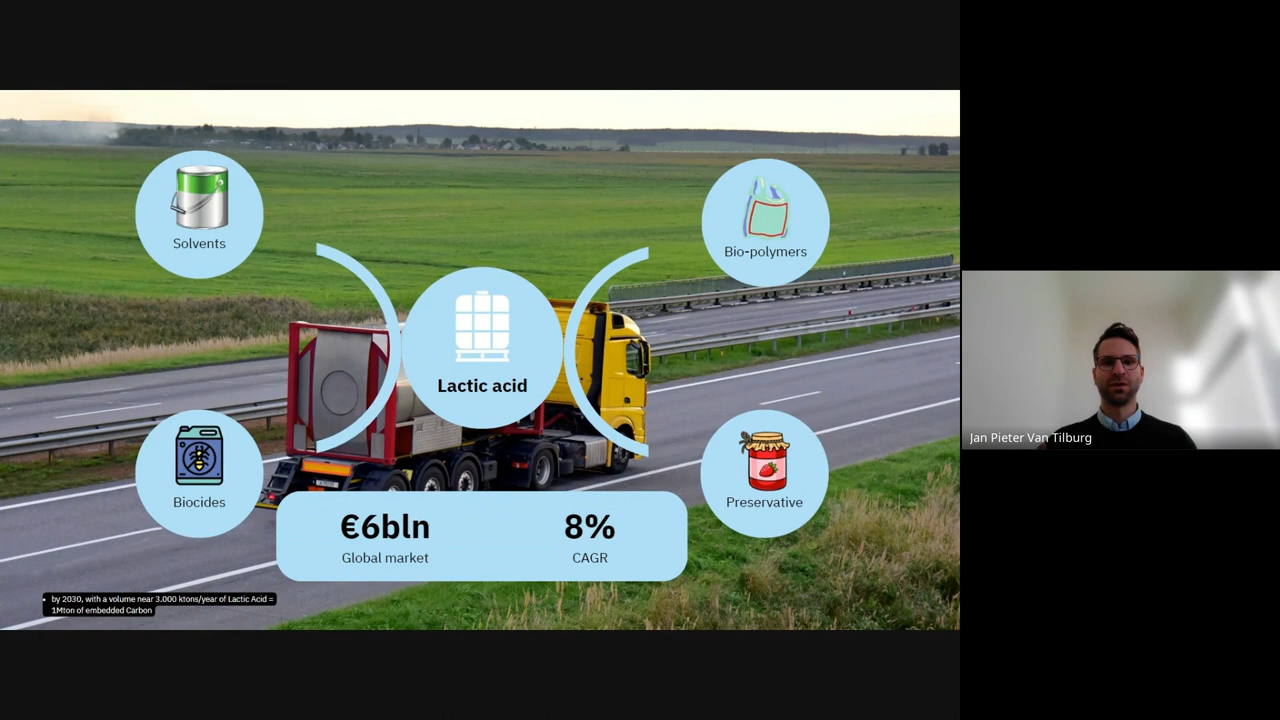 Solvents
Bio-polymers
Lactic acid
Biocides
Preservative
€6bln
Global market
8%
CAGR
• by 2030, with a volume near 3.000 ktons/year of Lactic Acid =
1Mton of embedded Carbon
Jan Pieter Van Tilburg